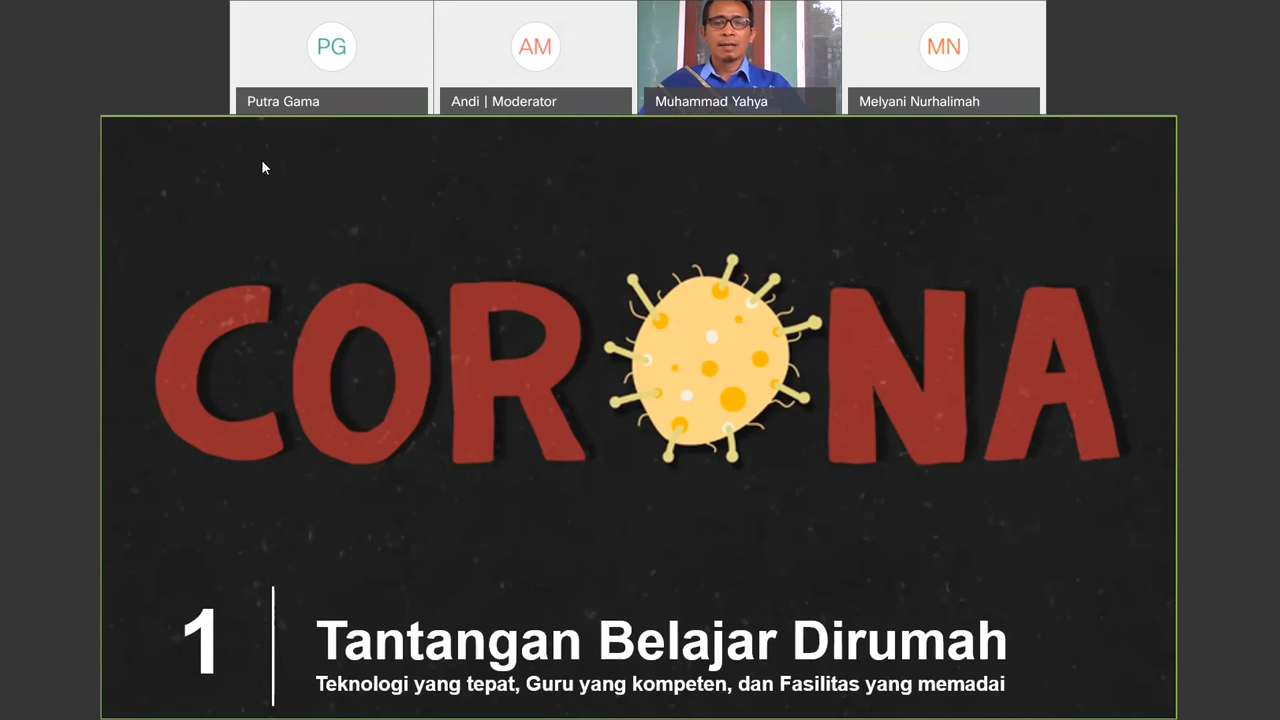 PG
AM
MN
Putra Gama
Andi | Moderator
Muhammad Yahya
Melyani Nurhalimah
CORONA
1
Tantangan Belajar Dirumah
Teknologi yang tepat, Guru yang kompeten, dan Fasilitas yang memadai